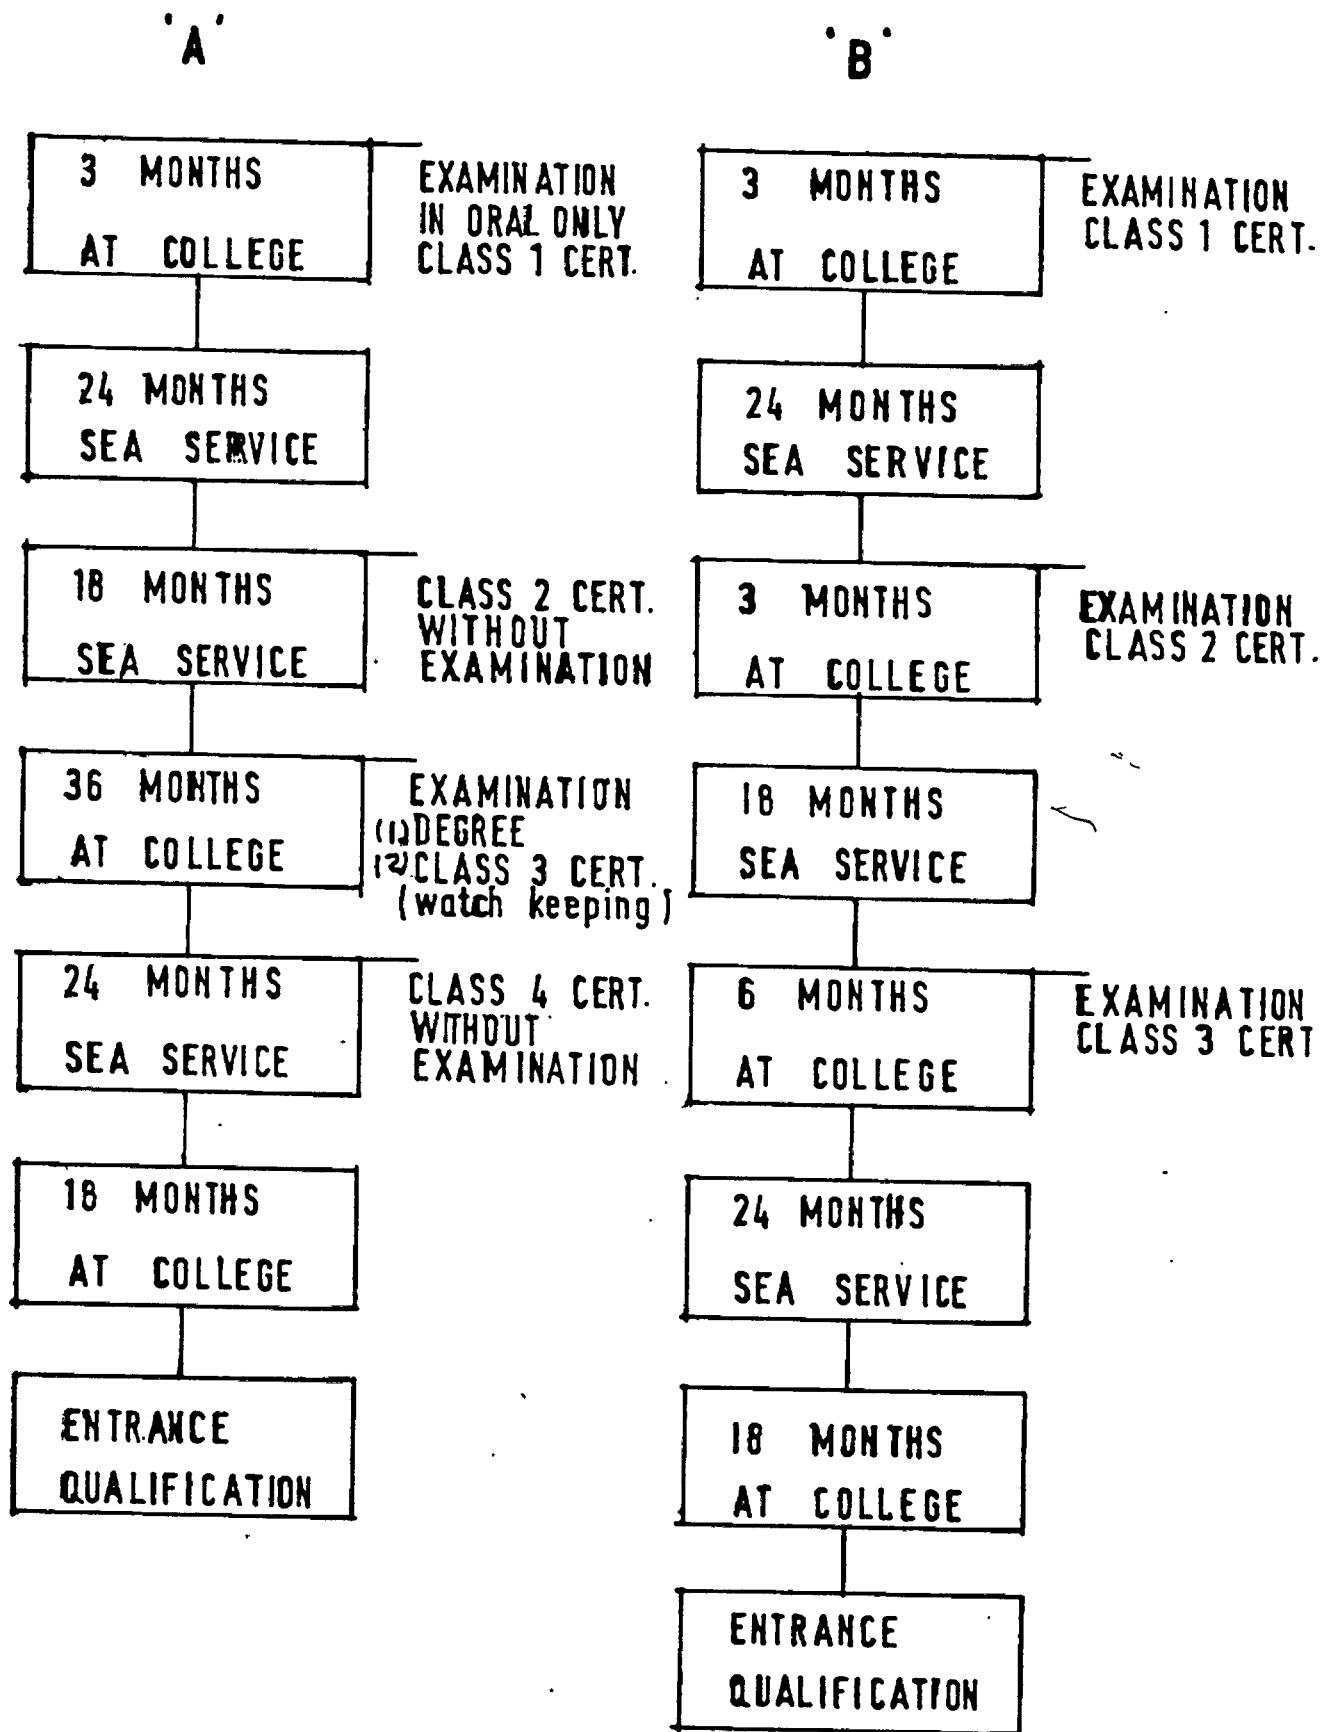 'A'
3 MONTHS
AT COLLEGE
EXAMINATION
IN ORAL ONLY
CLASS 1 CERT.
24 MONTHS
SEA SERVICE
18 MONTHS
SEA SERVICE
CLASS 2 CERT.
WITHOUT
EXAMINATION
36 MONTHS
AT COLLEGE
EXAMINATION
(1) DEGREE
(2) CLASS 3 CERT.
(watch keeping)
24 MONTHS
SEA SERVICE
CLASS 4 CERT.
WITHOUT
EXAMINATION
18 MONTHS
AT COLLEGE
ENTRANCE
QUALIFICATION
'B'
3 MONTHS
AT COLLEGE
EXAMINATION
CLASS 1 CERT.
24 MONTHS
SEA SERVICE
3 MONTHS
AT COLLEGE
EXAMINATION
CLASS 2 CERT.
18 MONTHS
SEA SERVICE
6 MONTHS
AT COLLEGE
EXAMINATION
CLASS 3 CERT
24 MONTHS
SEA SERVICE
18 MONTHS
AT COLLEGE
ENTRANCE
QUALIFICATION